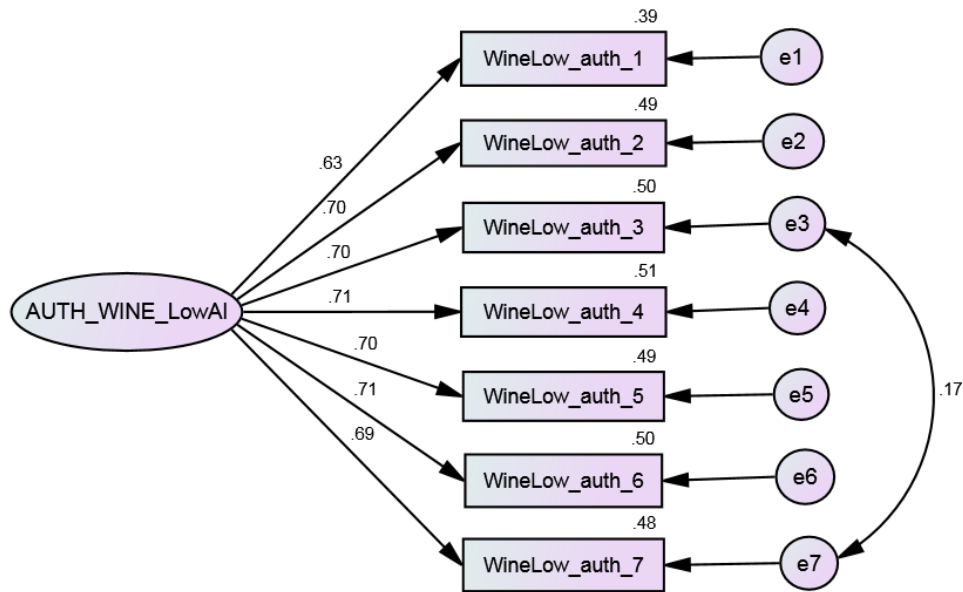 .39
WineLow_auth_1
e1
.49
WineLow_auth_2
e2
.63
.50
.70
WineLow_auth_3
e3
.70
.51
AUTH_WINE_LowAI
.71
WineLow_auth_4
e4
.70
.49
WineLow_auth_5
e5
.17
.71
.50
.69
WineLow_auth_6
e6
.48
WineLow_auth_7
e7